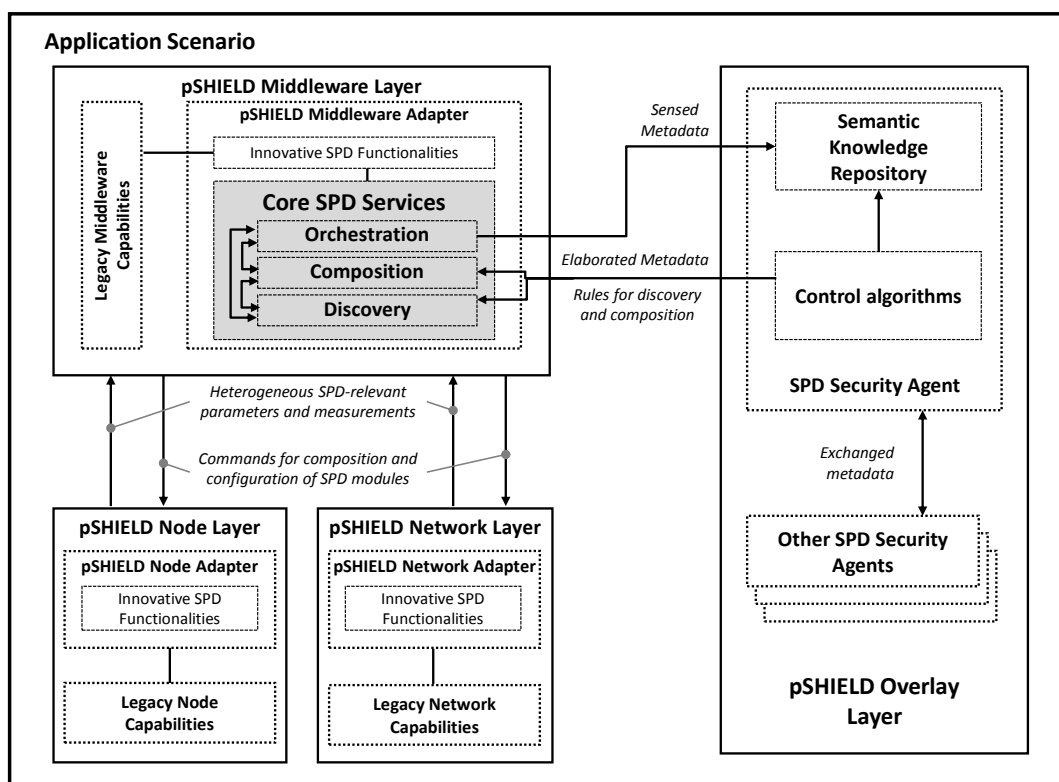 Application Scenario
pSHIELD Middleware Layer
pSHIELD Middleware Adapter
Legacy Middleware
Capabilities
Innovative SPD Functionalities
Core SPD Services
Orchestration
Composition
Discovery
Sensed
Metadata
Elaborated Metadata
Rules for discovery
and composition
Semantic
Knowledge
Repository
Control algorithms
SPD Security Agent
Exchanged
metadata
Other SPD Security
Agents
pSHIELD Overlay
Layer
Heterogeneous SPD-relevant
parameters and measurements
Commands for composition and
configuration of SPD modules
pSHIELD Node Layer
pSHIELD Node Adapter
Innovative SPD
Functionalities
Legacy Node
Capabilities
pSHIELD Network Layer
pSHIELD Network Adapter
Innovative SPD
Functionalities
Legacy Network
Capabilities